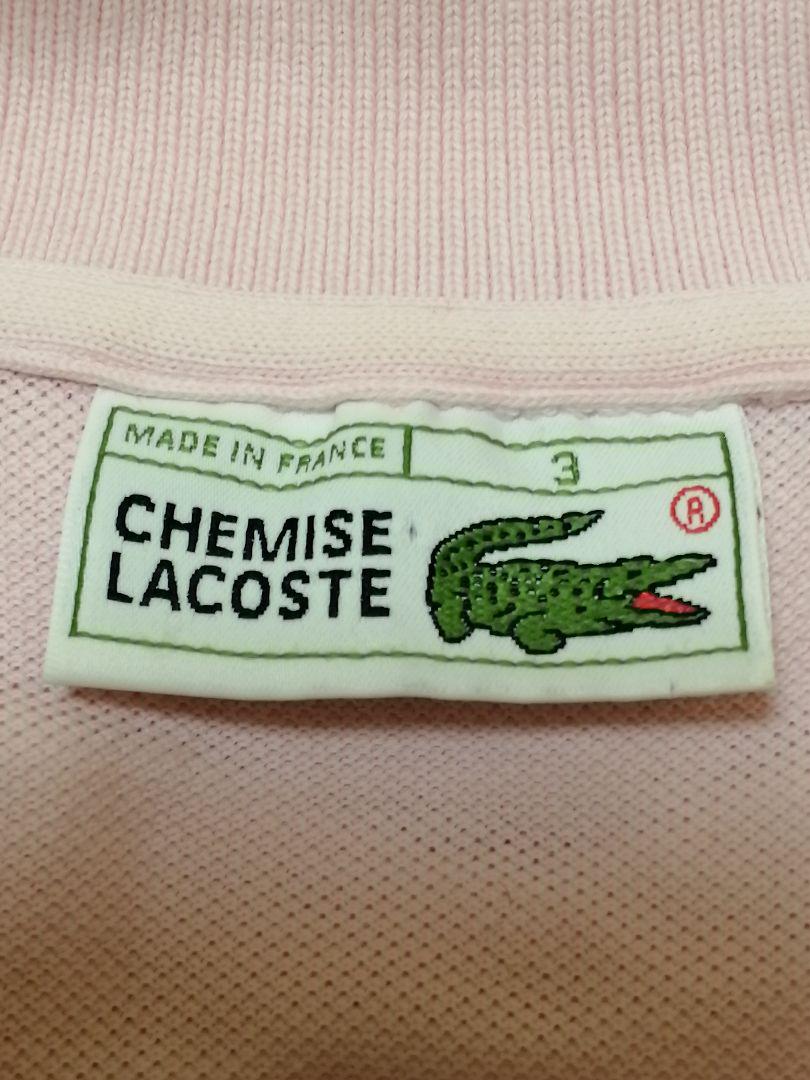 MADE IN FRANCE
3
CHEMISE
LACOSTE
®